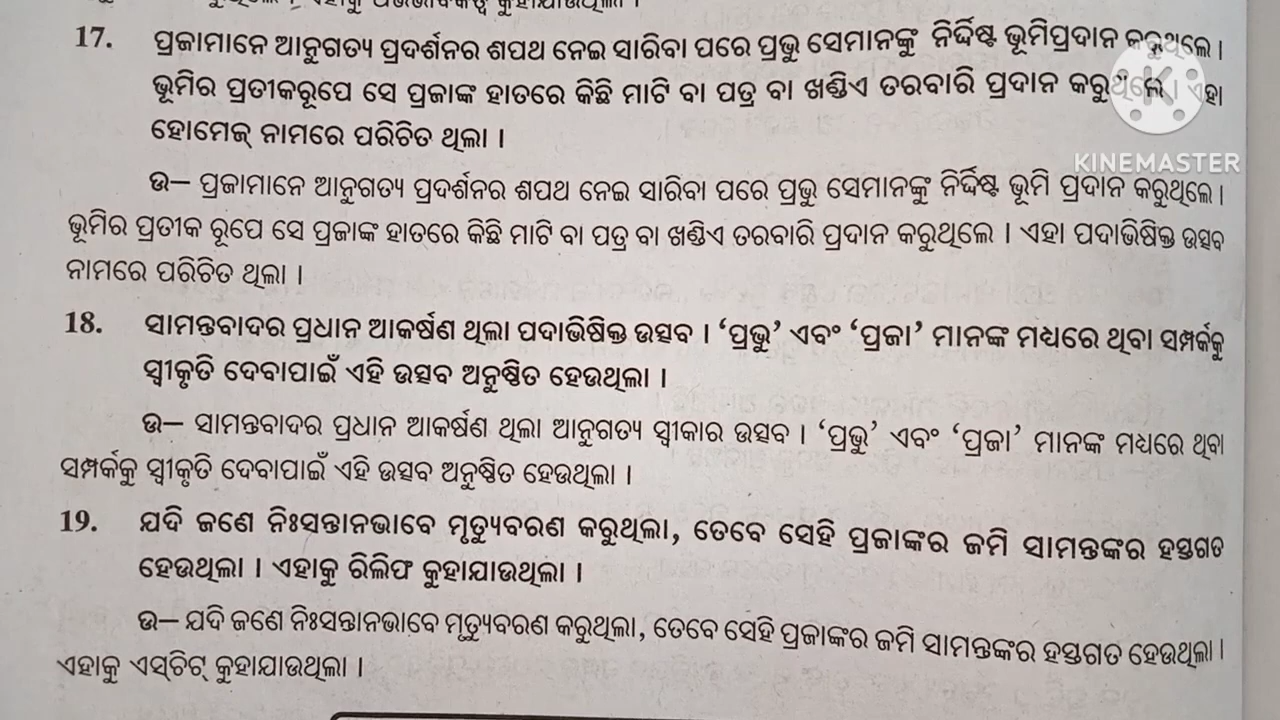 ଏହାକୁ କୁହାଯାଉଥିଲା ।
17. ପ୍ରଜାମାନେ ଆନୁଗତ୍ୟ ପ୍ରଦର୍ଶନର ଶପଥ ନେଇ ସାରିବା ପରେ ପ୍ରଭୁ ସେମାନଙ୍କୁ ନିର୍ଦ୍ଦିଷ୍ଟ ଭୂମିପ୍ରଦାନ କରୁଥିଲେ ।
ଭୂମିର ପ୍ରତୀକରୂପେ ସେ ପ୍ରଜାଙ୍କ ହାତରେ କିଛି ମାଟି ବା ପତ୍ର ବା ଖଣ୍ଡିଏ ତରବାରି ପ୍ରଦାନ କରୁଥିଲେ । ଏହା
ହୋମେଜ୍ ନାମରେ ପରିଚିତ ଥିଲା ।
KINEMASTER
ଉ– ପ୍ରଜାମାନେ ଆନୁଗତ୍ୟ ପ୍ରଦର୍ଶନର ଶପଥ ନେଇ ସାରିବା ପରେ ପ୍ରଭୁ ସେମାନଙ୍କୁ ନିର୍ଦ୍ଦିଷ୍ଟ ଭୂମି ପ୍ରଦାନ କରୁଥିଲେ ।
ଭୂମିର ପ୍ରତୀକ ରୂପେ ସେ ପ୍ରଜାଙ୍କ ହାତରେ କିଛି ମାଟି ବା ପତ୍ର ବା ଖଣ୍ଡିଏ ତରବାରି ପ୍ରଦାନ କରୁଥିଲେ । ଏହା ପଦାଭିଷିକ୍ତ ଉତ୍ସବ
ନାମରେ ପରିଚିତ ଥିଲା ।
18. ସାମନ୍ତବାଦର ପ୍ରଧାନ ଆକର୍ଷଣ ଥିଲା ପଦାଭିଷିକ୍ତ ଉତ୍ସବ । ‘ପ୍ରଭୁ’ ଏବଂ ‘ପ୍ରଜା’ ମାନଙ୍କ ମଧ୍ୟରେ ଥିବା ସମ୍ପର୍କକୁ
ସ୍ୱୀକୃତି ଦେବାପାଇଁ ଏହି ଉତ୍ସବ ଅନୁଷ୍ଠିତ ହେଉଥିଲା ।
ଉ– ସାମନ୍ତବାଦର ପ୍ରଧାନ ଆକର୍ଷଣ ଥିଲା ଆନୁଗତ୍ୟ ସ୍ୱୀକାର ଉତ୍ସବ । ‘ପ୍ରଭୁ’ ଏବଂ ‘ପ୍ରଜା’ ମାନଙ୍କ ମଧ୍ୟରେ ଥିବା
ସମ୍ପର୍କକୁ ସ୍ୱୀକୃତି ଦେବାପାଇଁ ଏହି ଉତ୍ସବ ଅନୁଷ୍ଠିତ ହେଉଥିଲା ।
19. ଯଦି ଜଣେ ନିଃସନ୍ତାନଭାବେ ମୃତ୍ୟୁବରଣ କରୁଥିଲା, ତେବେ ସେହି ପ୍ରଜାଙ୍କର ଜମି ସାମନ୍ତଙ୍କର ହସ୍ତଗତ
ହେଉଥିଲା । ଏହାକୁ ରିଲିଫ କୁହାଯାଉଥିଲା ।
ଉ– ଯଦି ଜଣେ ନିଃସନ୍ତାନଭାବେ ମୃତ୍ୟୁବରଣ କରୁଥିଲା, ତେବେ ସେହି ପ୍ରଜାଙ୍କର ଜମି ସାମନ୍ତଙ୍କର ହସ୍ତଗତ ହେଉଥିଲା ।
ଏହାକୁ ଏସ୍‌ଚିଟ୍ କୁହାଯାଉଥିଲା ।